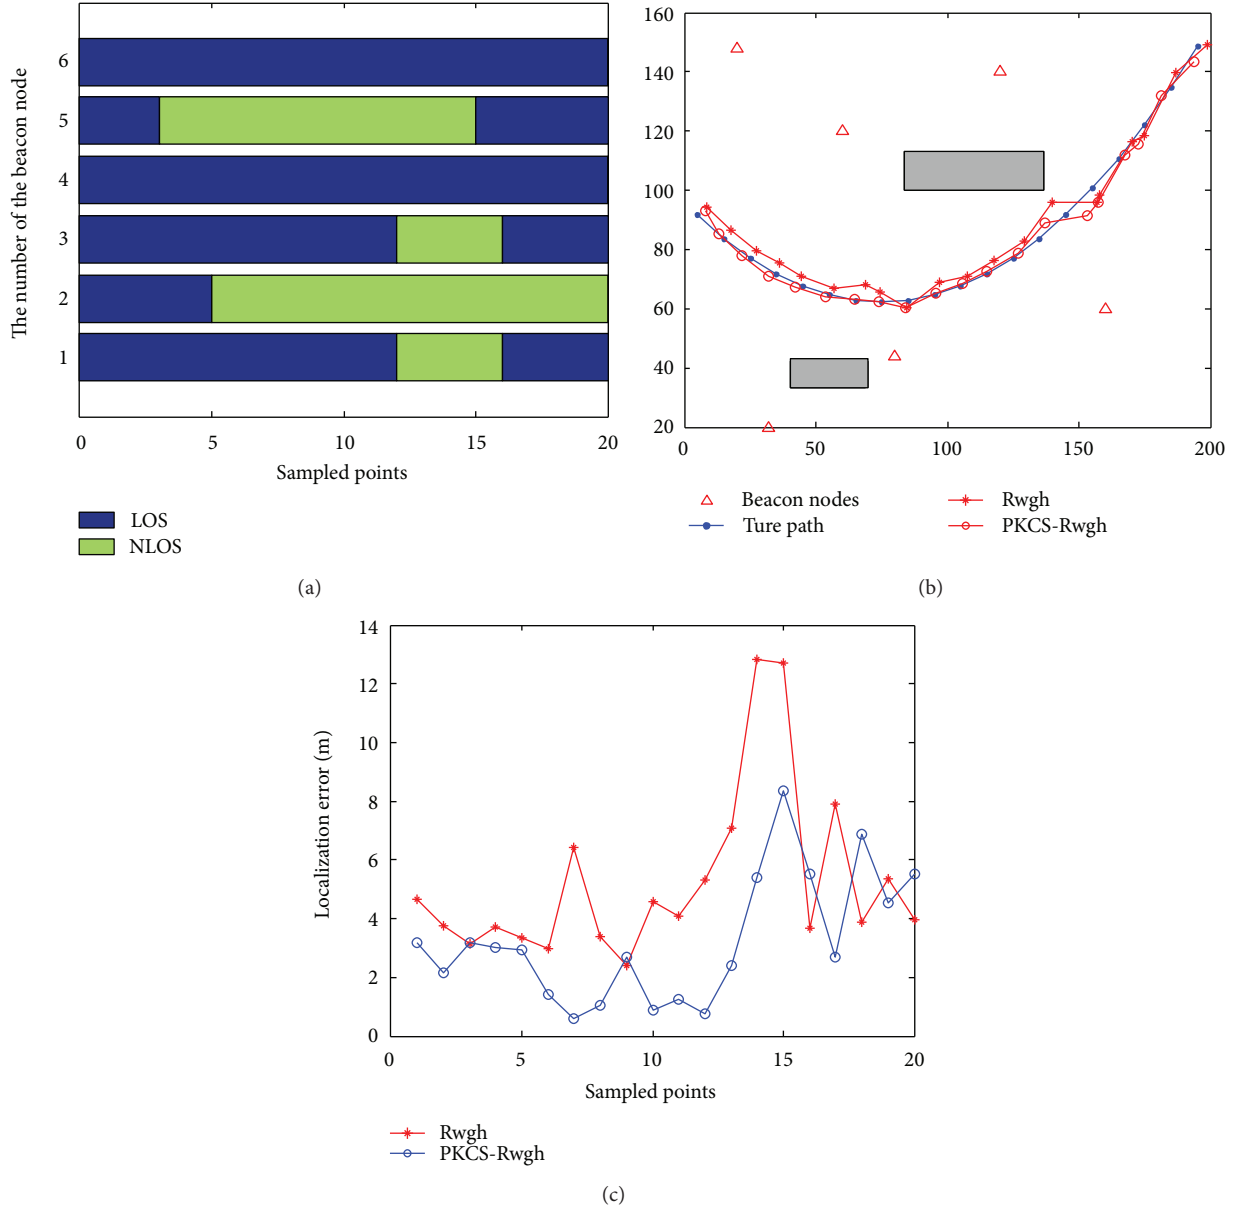 The number of the beacon node
6
5
4
3
2
1
0 5 10 15 20
Sampled points
LOS
NLOS
(a)
160
140
120
100
80
60
40
20
0 50 100 150 200
Beacon nodes
Ture path
Rwgh
PKCS-Rwgh
(b)
Localization error (m)
14
12
10
8
6
4
2
0
0 5 10 15 20
Sampled points
Rwgh
PKCS-Rwgh
(c)